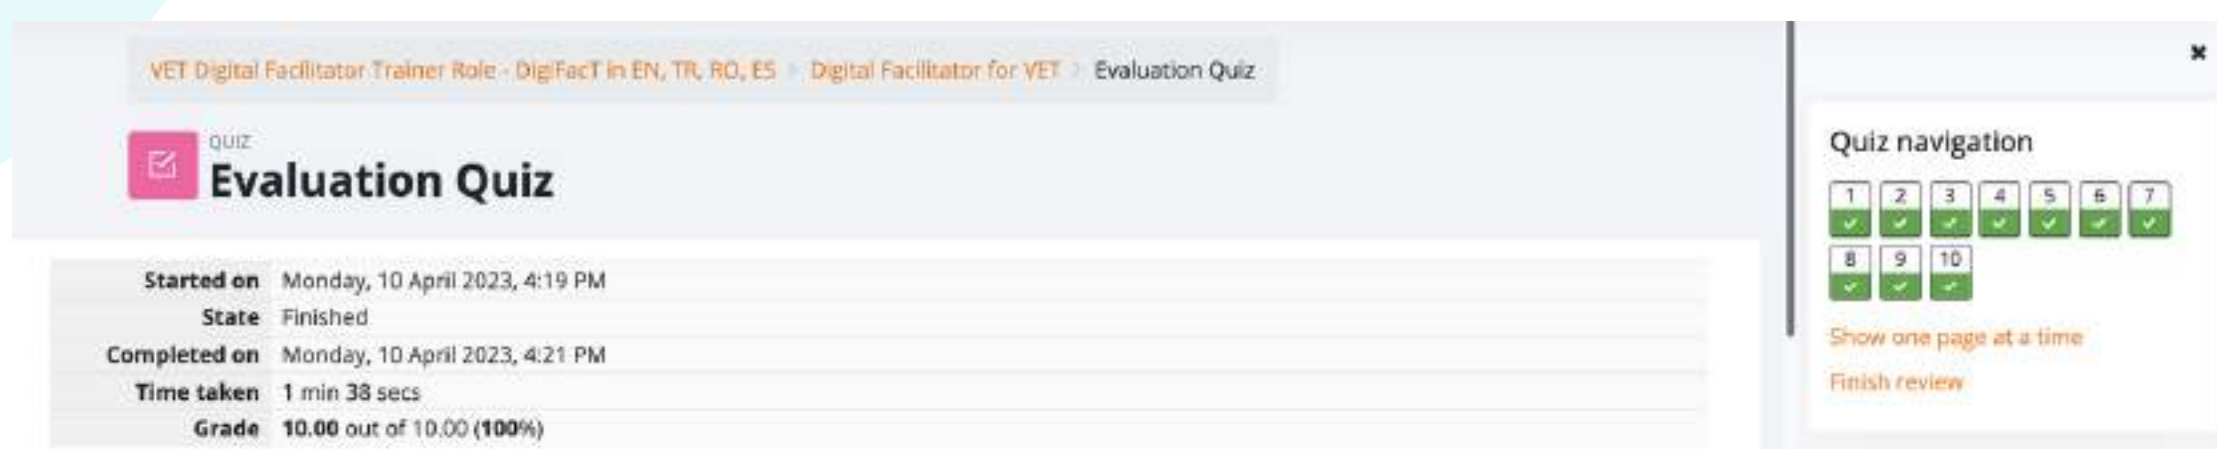 VET Digital Facilitator Trainer Role - DigiFacT in EN, TR, RO, ES > Digital Facilitator for VET > Evaluation Quiz
QUIZ
Evaluation Quiz
Started on Monday, 10 April 2023, 4:19 PM
State Finished
Completed on Monday, 10 April 2023, 4:21 PM
Time taken 1 min 38 secs
Grade 10.00 out of 10.00 (100%)
Quiz navigation
1 2 3 4 5 6 7
8 9 10
Show one page at a time
Finish review